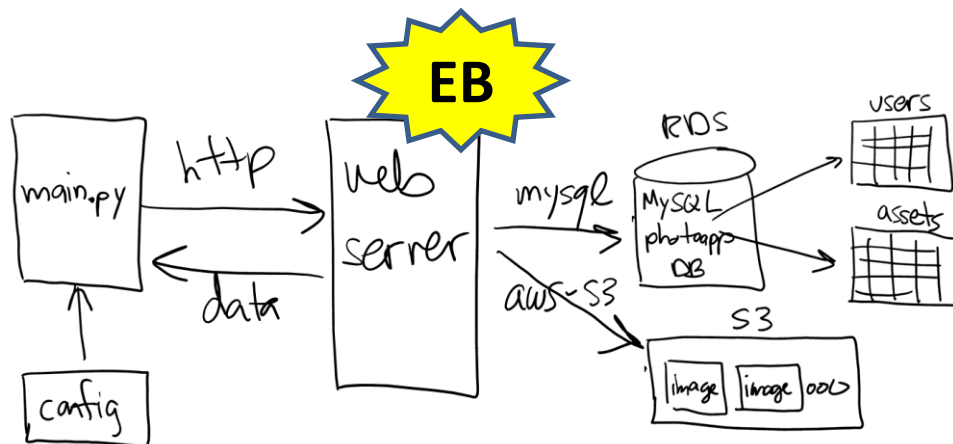 EB
main.py
http
data
config
web
server
mysql
aws-s3
RDS
MySQL
photoapp
DB
users
assets
S3
image
image